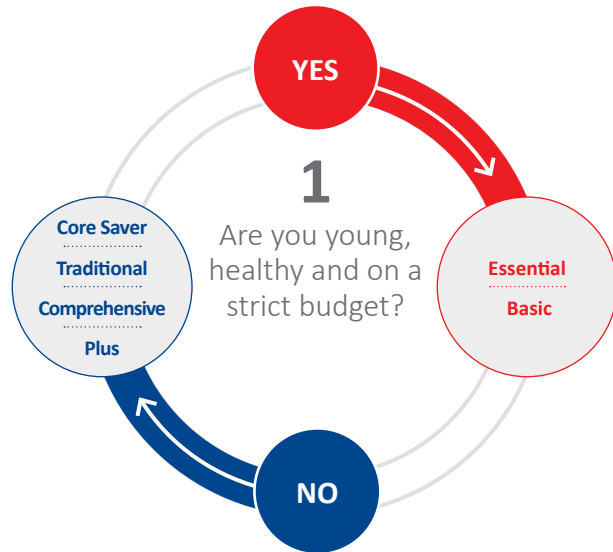 YES
1
Are you young,
healthy and on a
strict budget?
Essential
Basic
NO
Core Saver
Traditional
Comprehensive
Plus